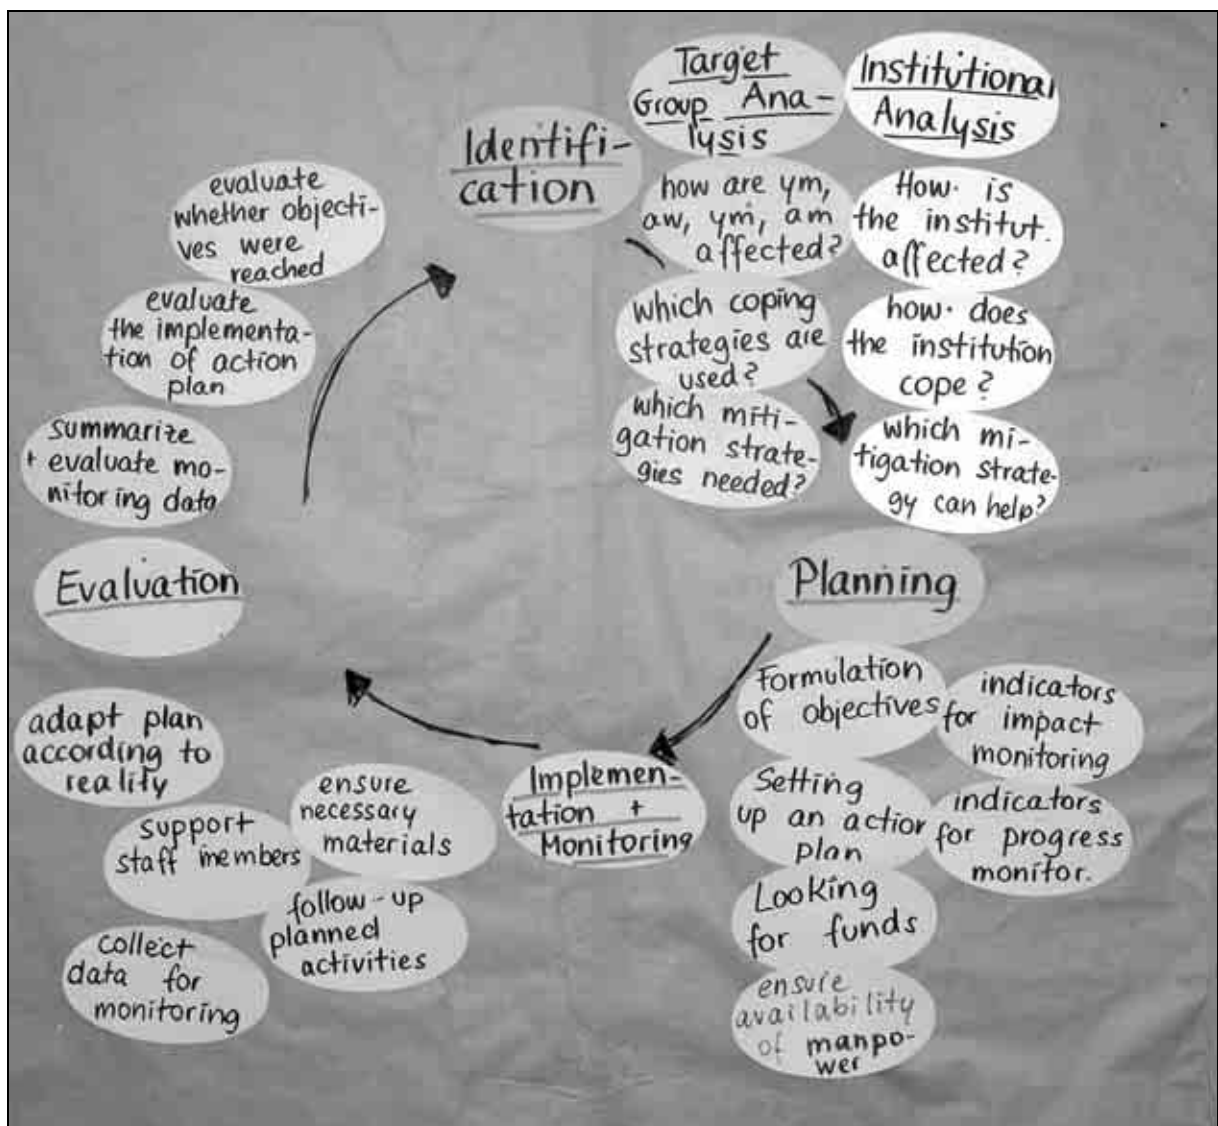 Identifi-
cation
Target
Group Ana-
lysis
how are ym,
aw, ym, am
affected?
which coping
strategies are
used?
which miti-
gation strate-
gies needed?
Institutional
Analysis
How is
the institut.
affected?
how does
the institution
cope?
which mi-
tigation strate-
gy can help?
Planning
Formulation
of objectives
indicators
for impact
monitoring
Setting
up an action
plan
indicators
for progress
monitor.
Looking
for funds
ensure
availability
of manpo-
wer
Implemen-
tation +
Monitoring
ensure
necessary
materials
support
staff members
follow-up
planned
activities
collect
data for
monitoring
adapt plan
according to
reality
Evaluation
summarize
+ evaluate mo-
nitoring data
evaluate
the implementa-
tion of action
plan
evaluate
whether objecti-
ves were
reached